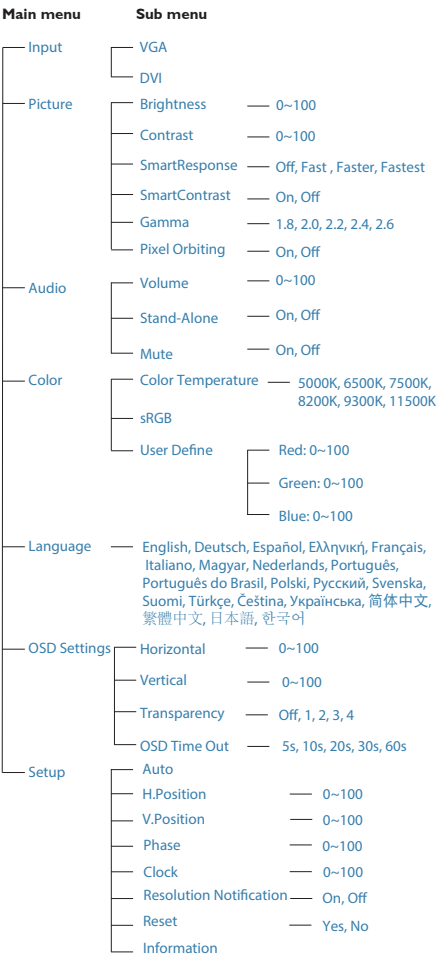 Main menu Sub menu
Input VGA
DVI
Picture Brightness 0~100
Contrast 0~100
SmartResponse Off, Fast , Faster, Fastest
SmartContrast On, Off
Gamma 1.8, 2.0, 2.2, 2.4, 2.6
Pixel Orbiting On, Off
Audio Volume 0~100
Stand-Alone On, Off
Mute On, Off
Color Color Temperature 5000K, 6500K, 7500K,
8200K, 9300K, 11500K
sRGB
User Define Red: 0~100
Green: 0~100
Blue: 0~100
Language English, Deutsch, Español, Ελληνική, Français,
Italiano, Magyar, Nederlands, Português,
Português do Brasil, Polski, Русский, Svenska,
Suomi, Türkçe, Čeština, Українська, 简体中文,
繁體中文, 日本語, 한국어
OSD Settings Horizontal 0~100
Vertical 0~100
Transparency Off, 1, 2, 3, 4
OSD Time Out 5s, 10s, 20s, 30s, 60s
Setup Auto
H.Position 0~100
V.Position 0~100
Phase 0~100
Clock 0~100
Resolution Notification On, Off
Reset Yes, No
Information